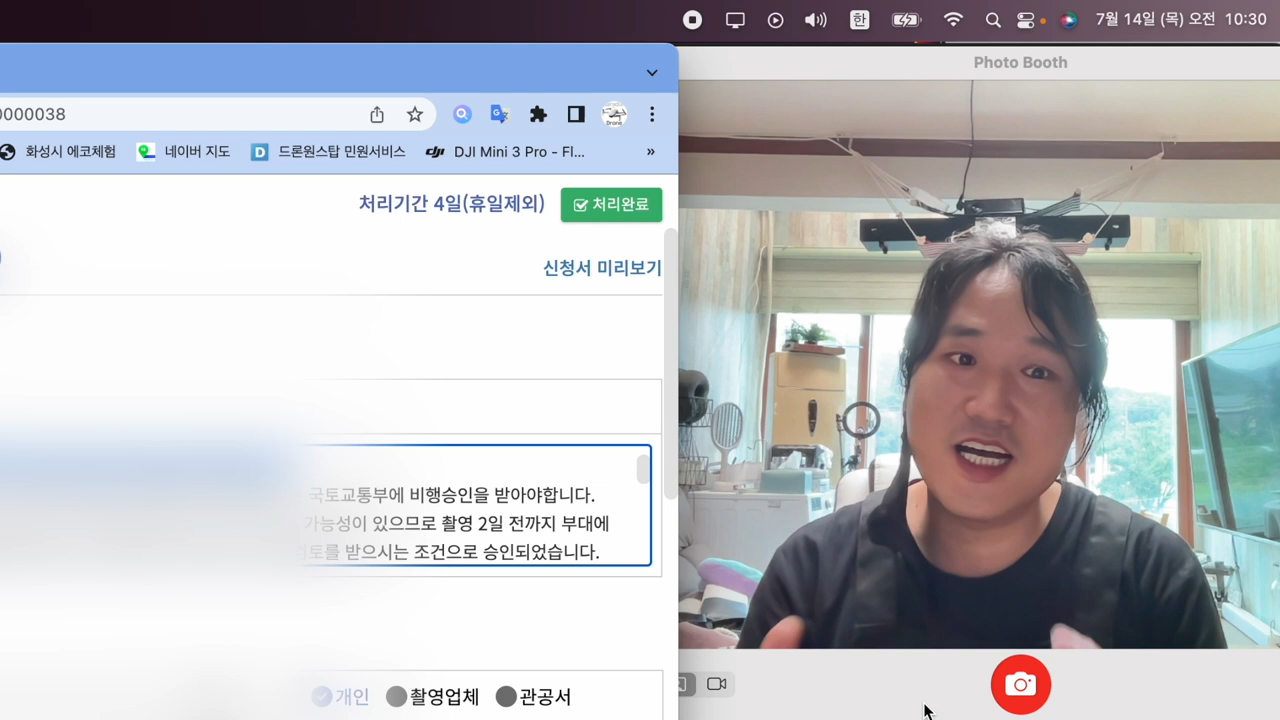 한
7월 14일 (목) 오전 10:30
Photo Booth
0000038
화성시 에코체험
네이버 지도
D 드론원스탑 민원서비스
dji DJI Mini 3 Pro - Fl...
»
처리기간 4일(휴일제외)
처리완료
신청서 미리보기
국토교통부에 비행승인을 받아야합니다.
가능성이 있으므로 촬영 2일 전까지 부대에
검토를 받으시는 조건으로 승인되었습니다.
개인 촬영업체 관공서